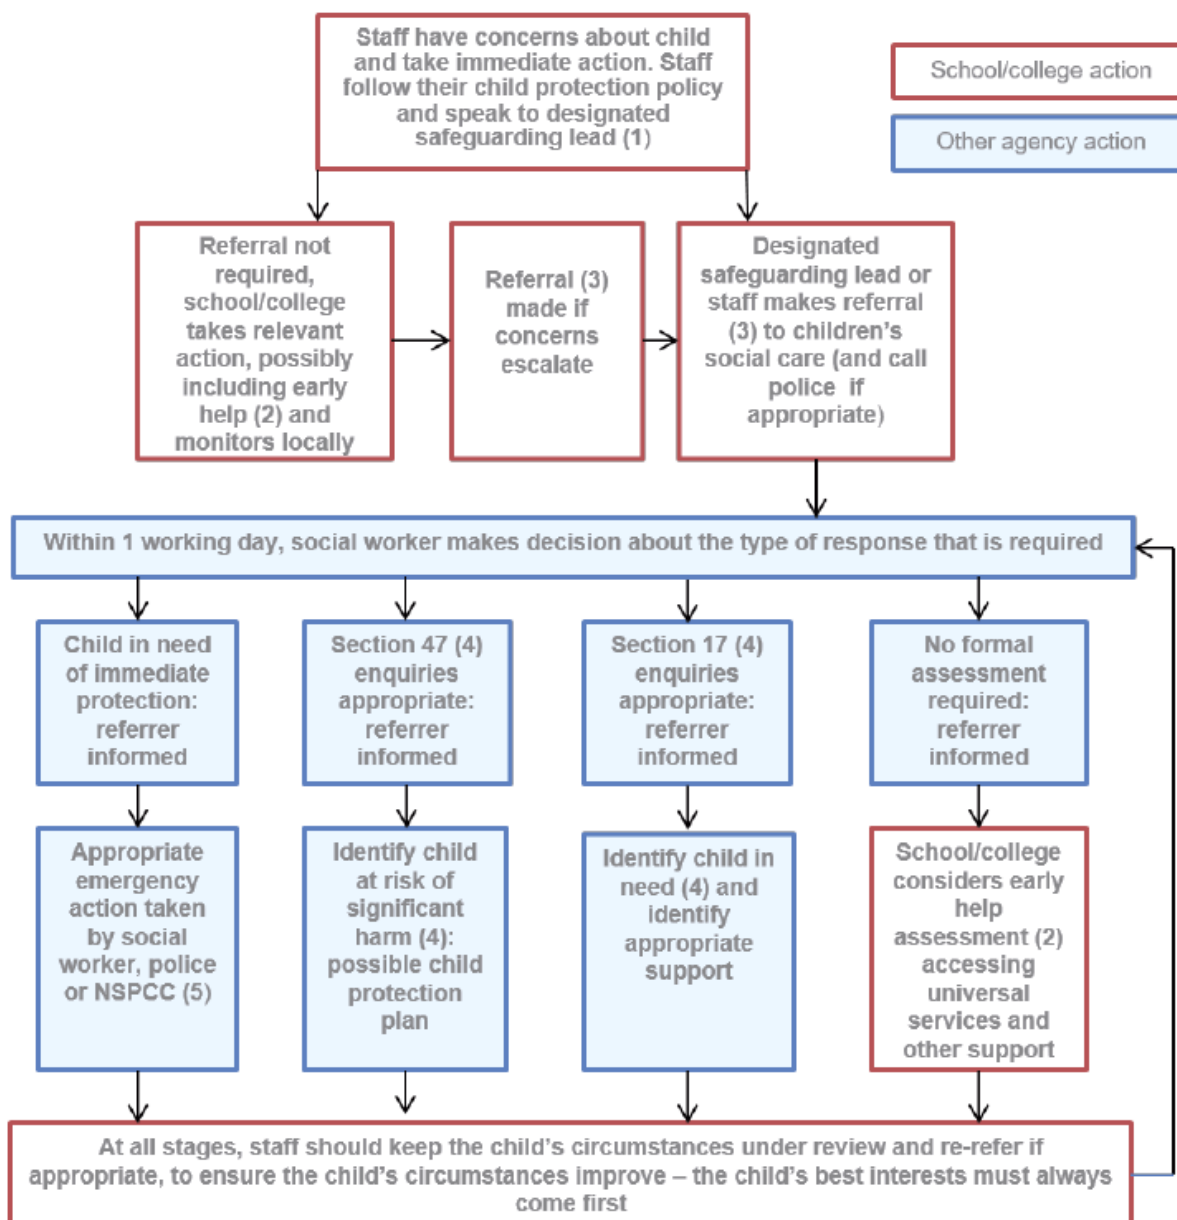 Staff have concerns about child
and take immediate action. Staff
follow their child protection policy
and speak to designated
safeguarding lead (1)
School/college action
Other agency action
Referral not
required,
school/college
takes relevant
action, possibly
including early
help (2) and
monitors locally
Referral (3)
made if
concerns
escalate
Designated
safeguarding lead or
staff makes referral
(3) to children's
social care (and call
police if
appropriate)
Within 1 working day, social worker makes decision about the type of response that is required
Child in need
of immediate
protection:
referrer
informed
Section 47 (4)
enquiries
appropriate:
referrer
informed
Section 17 (4)
enquiries
appropriate:
referrer
informed
No formal
assessment
required:
referrer
informed
Appropriate
emergency
action taken
by social
worker, police
or NSPCC (5)
Identify child
at risk of
significant
harm (4):
possible child
protection
plan
Identify child in
need (4) and
identify
appropriate
support
School/college
considers early
help
assessment (2)
accessing
universal
services and
other support
At all stages, staff should keep the child's circumstances under review and re-refer if
appropriate, to ensure the child's circumstances improve – the child's best interests must always
come first